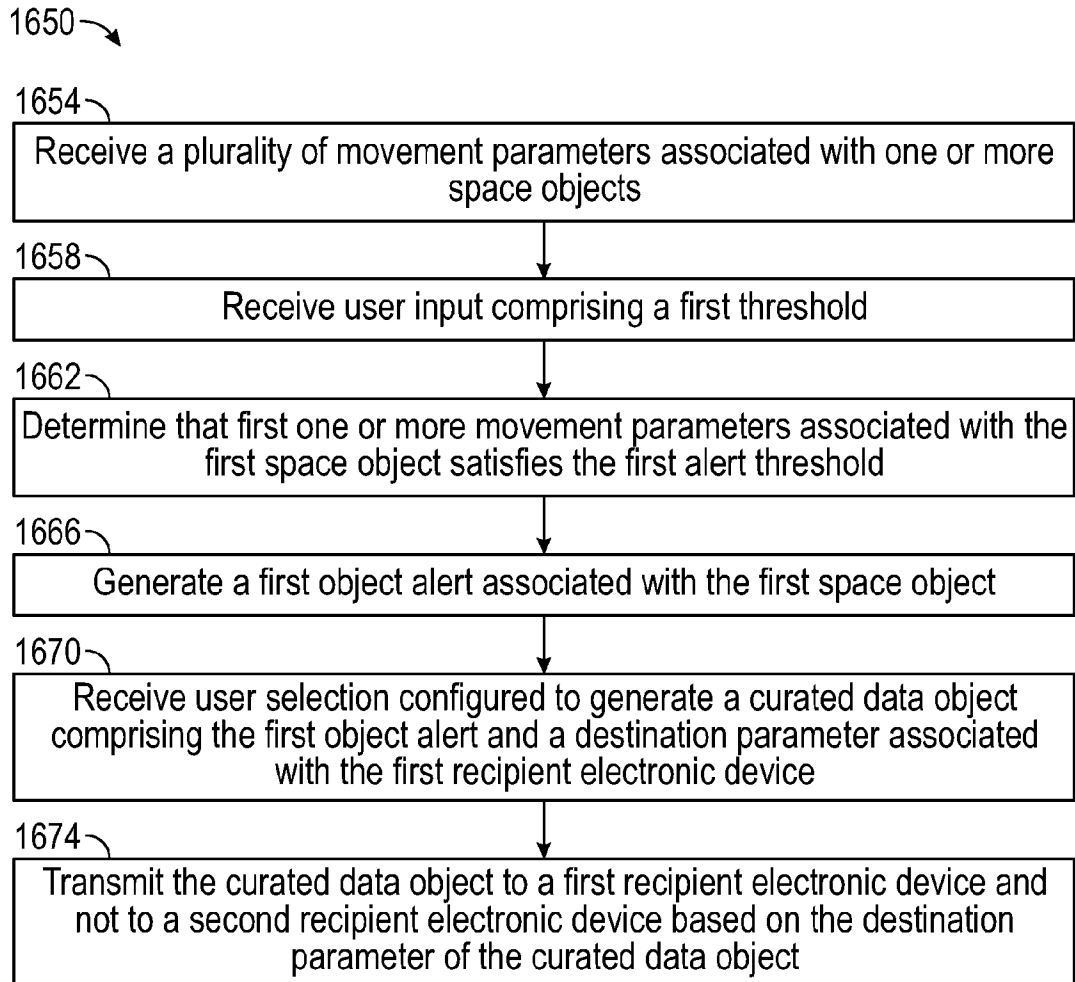 1650
1654
Receive a plurality of movement parameters associated with one or more
space objects
1658
Receive user input comprising a first threshold
1662
Determine that first one or more movement parameters associated with the
first space object satisfies the first alert threshold
1666
Generate a first object alert associated with the first space object
1670
Receive user selection configured to generate a curated data object
comprising the first object alert and a destination parameter associated
with the first recipient electronic device
1674
Transmit the curated data object to a first recipient electronic device and
not to a second recipient electronic device based on the destination
parameter of the curated data object